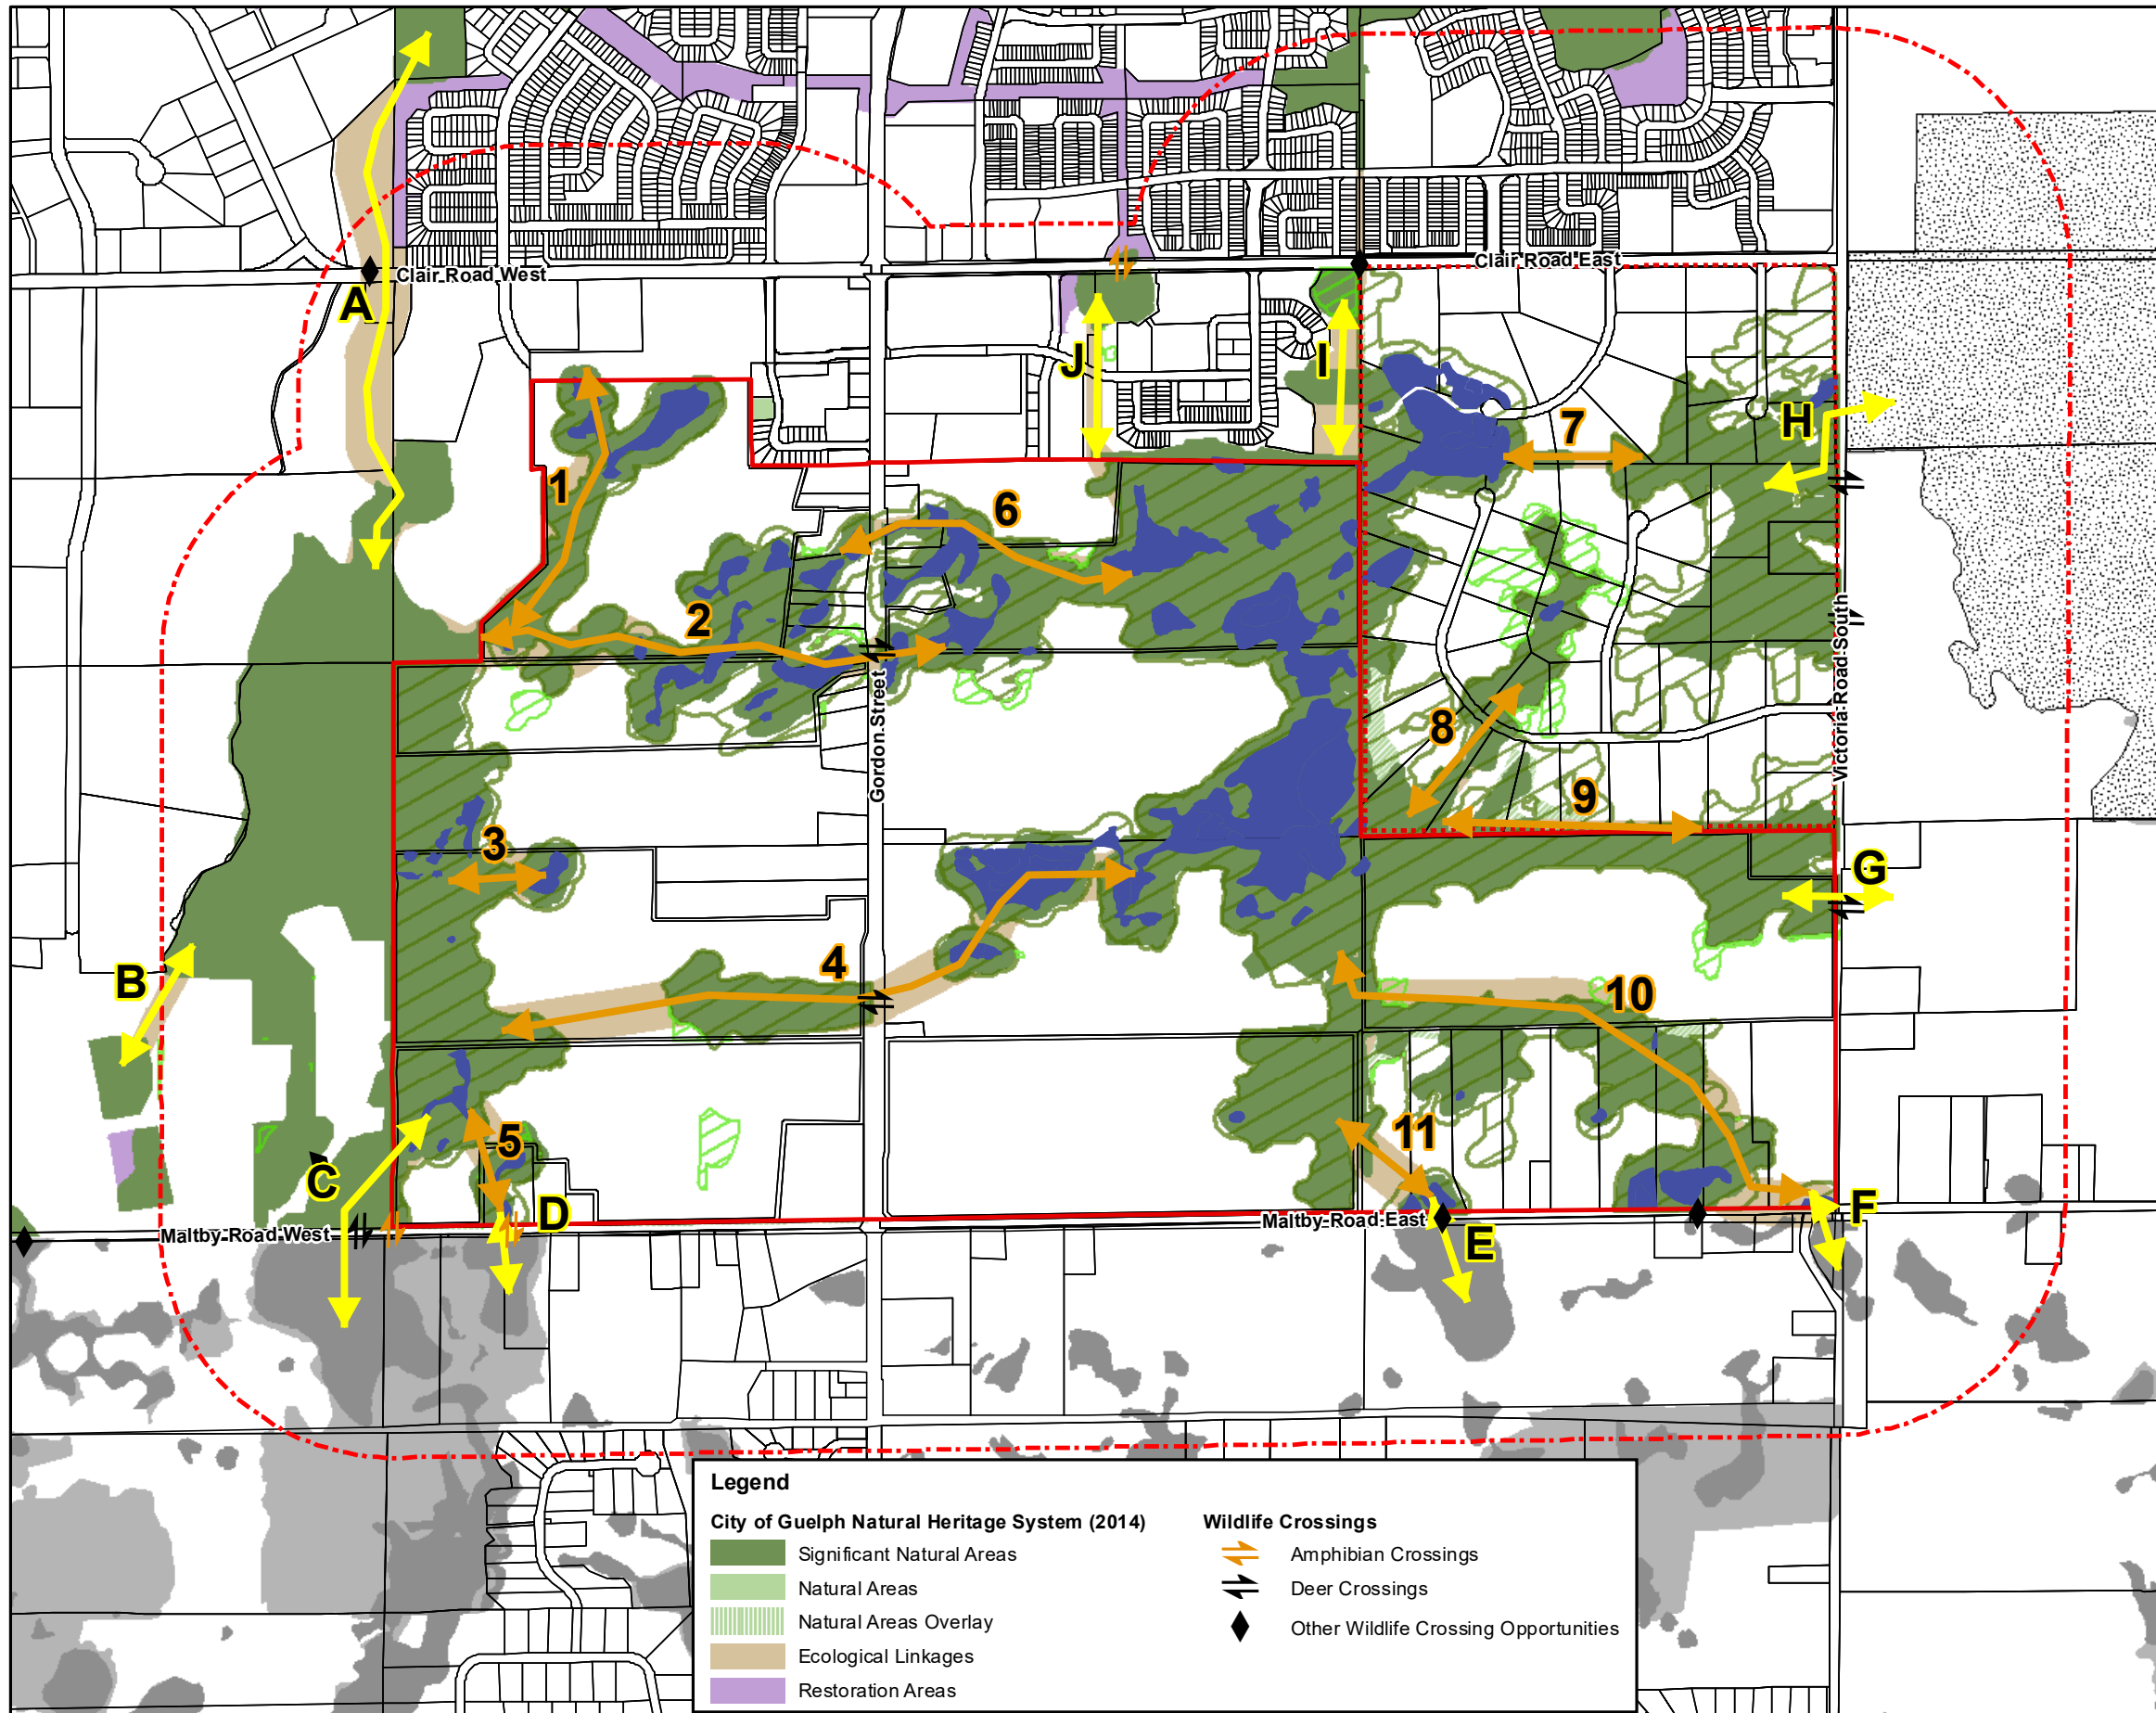 A
Clair Road West
Clair Road East
J
I
7
H
1
6
2
Gordon Street
Victoria Road South
8
9
3
G
4
B
10
5
11
C
D
Maltby Road West
Maltby Road East
E
F
Legend
City of Guelph Natural Heritage System (2014)
Significant Natural Areas
Natural Areas
Natural Areas Overlay
Ecological Linkages
Restoration Areas
Wildlife Crossings
Amphibian Crossings
Deer Crossings
Other Wildlife Crossing Opportunities